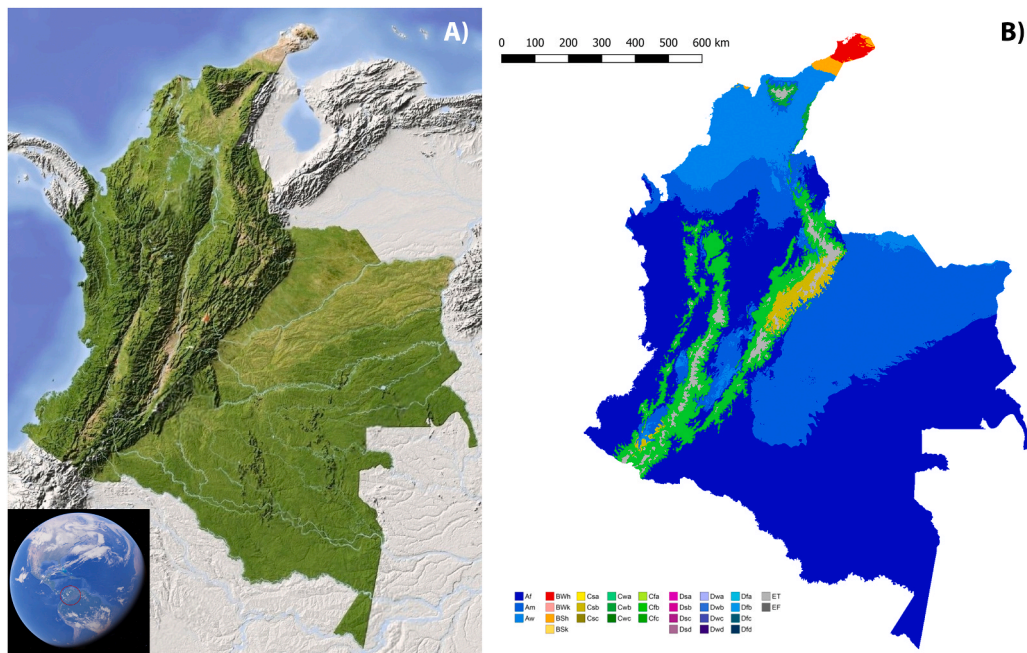 A)
B)
0 100 200 300 400 500 600 km
Af BWh Csa Cwa Cfa Dsa Dwa Dfa ET
Am BWk Csb Cwb Cfb Dsb Dwb Dfb EF
Aw BSh Csc Cwc Cfc Dsc Dwc Dfc
BSk Dsd Dwd Dfd